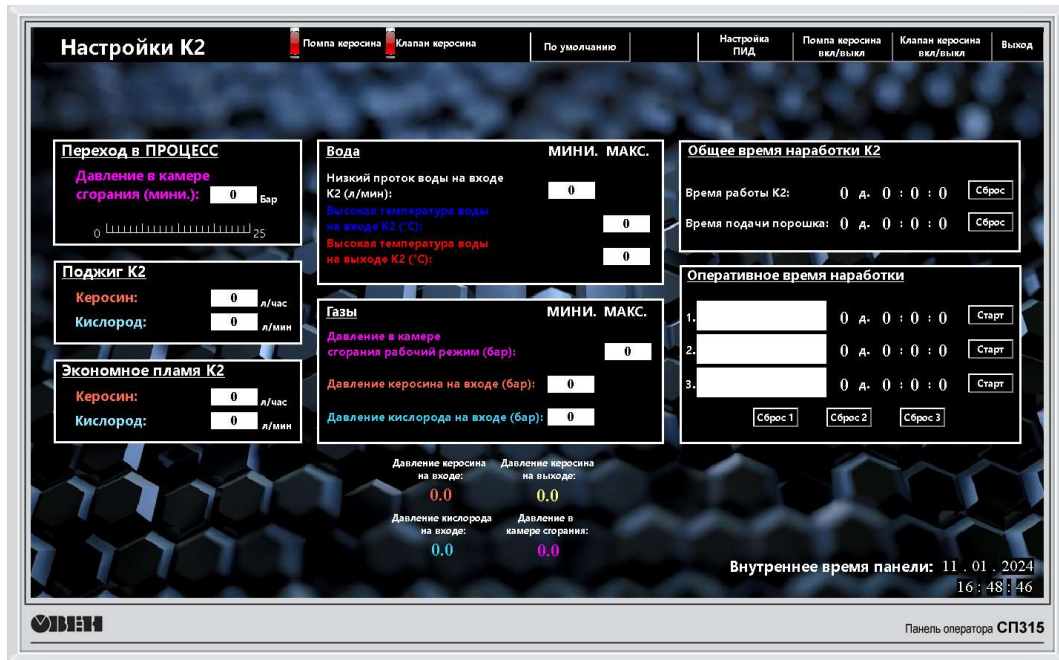 Настройки К2
Помпа керосина
Клапан керосина
По умолчанию
Настройка
ПИД
Помпа керосина
вкл/выкл
Клапан керосина
вкл/выкл
Выход
Переход в ПРОЦЕСС
Давление в камере
сгорания (мини.): 0 Бар
0 25
Поджиг К2
Керосин: 0 л/час
Кислород: 0 л/мин
Экономное пламя К2
Керосин: 0 л/час
Кислород: 0 л/мин
Вода МИНИ. МАКС.
Низкий проток воды на входе
К2 (л/мин): 0
Высокая температура воды
на входе К2 (°C): 0
Высокая температура воды
на выходе К2 (°C): 0
Газы МИНИ. МАКС.
Давление в камере
сгорания рабочий режим (бар): 0
Давление керосина на входе (бар): 0
Давление кислорода на входе (бар): 0
Общее время наработки К2
Время работы К2: 0 д. 0 : 0 : 0 Сброс
Время подачи порошка: 0 д. 0 : 0 : 0 Сброс
Оперативное время наработки
1. 0 д. 0 : 0 : 0 Старт
2. 0 д. 0 : 0 : 0 Старт
3. 0 д. 0 : 0 : 0 Старт
Сброс 1 Сброс 2 Сброс 3
Давление керосина
на входе:
0.0
Давление керосина
на выходе:
0.0
Давление кислорода
на входе:
0.0
Давление в
камере сгорания:
0.0
Внутреннее время панели: 11 . 01 . 2024
16 : 48 : 46
ОВЕН
Панель оператора СП315